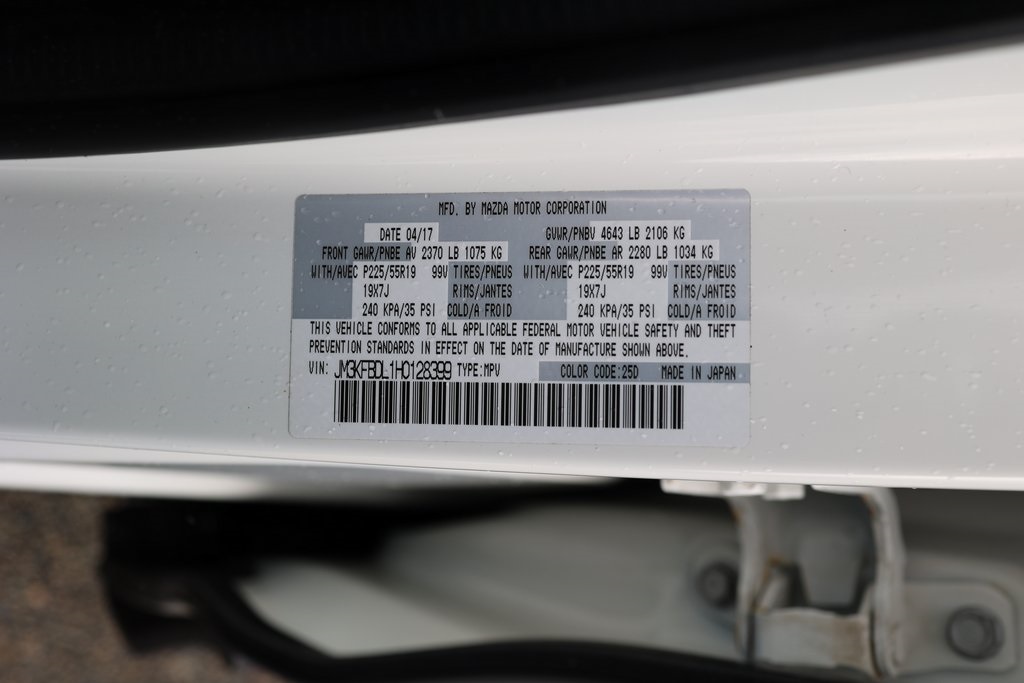 MFD. BY MAZDA MOTOR CORPORATION
DATE 04/17 GVWR/PNBV 4643 LB 2106 KG
FRONT GAWR/PNBE AV 2370 LB 1075 KG REAR GAWR/PNBE AR 2280 LB 1034 KG
WITH/AVEC P225/55R19 99V TIRES/PNEUS WITH/AVEC P225/55R19 99V TIRES/PNEUS
19X7J RIMS/JANTES 19X7J RIMS/JANTES
240 KPA/35 PSI COLD/A FROID 240 KPA/35 PSI COLD/A FROID
THIS VEHICLE CONFORMS TO ALL APPLICABLE FEDERAL MOTOR VEHICLE SAFETY AND THEFT
PREVENTION STANDARDS IN EFFECT ON THE DATE OF MANUFACTURE SHOWN ABOVE.
VIN: JM3KFBDL1H0128399 TYPE:MPV COLOR CODE:25D MADE IN JAPAN